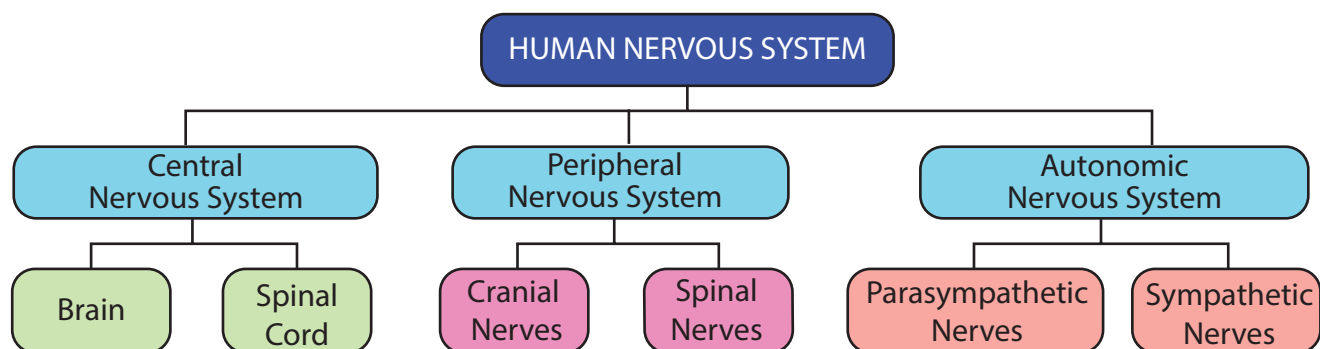 HUMAN NERVOUS SYSTEM
Central
Nervous System
Peripheral
Nervous System
Autonomic
Nervous System
Brain
Spinal
Cord
Cranial
Nerves
Spinal
Nerves
Parasympathetic
Nerves
Sympathetic
Nerves